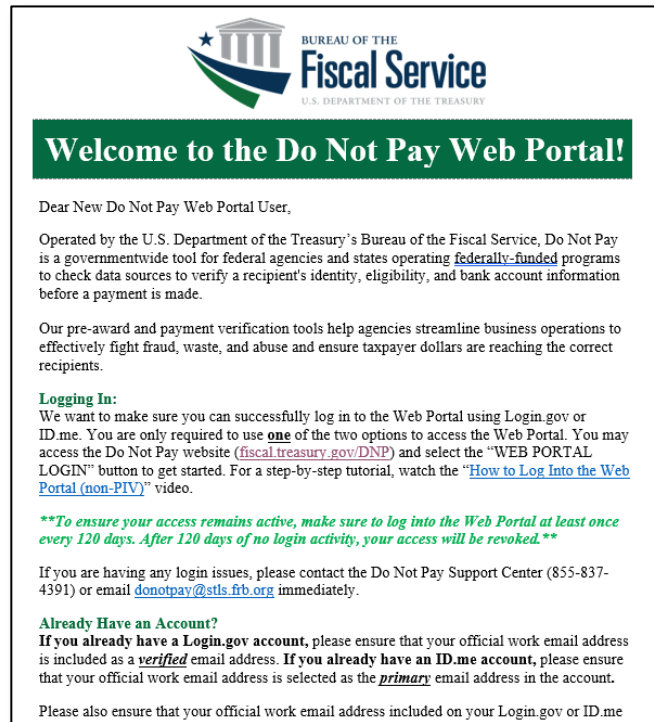 BUREAU OF THE
Fiscal Service
U.S. DEPARTMENT OF THE TREASURY
Welcome to the Do Not Pay Web Portal!
Dear New Do Not Pay Web Portal User,
Operated by the U.S. Department of the Treasury's Bureau of the Fiscal Service, Do Not Pay
is a governmentwide tool for federal agencies and states operating federally-funded programs
to check data sources to verify a recipient's identity, eligibility, and bank account information
before a payment is made.
Our pre-award and payment verification tools help agencies streamline business operations to
effectively fight fraud, waste, and abuse and ensure taxpayer dollars are reaching the correct
recipients.
Logging In:
We want to make sure you can successfully log in to the Web Portal using Login.gov or
ID.me. You are only required to use one of the two options to access the Web Portal. You may
access the Do Not Pay website (fiscal.treasury.gov/DNP) and select the “WEB PORTAL
LOGIN” button to get started. For a step-by-step tutorial, watch the “How to Log Into the Web
Portal (non-PIV)” video.
**To ensure your access remains active, make sure to log into the Web Portal at least once
every 120 days. After 120 days of no login activity, your access will be revoked.**
If you are having any login issues, please contact the Do Not Pay Support Center (855-837-
4391) or email donotpay@stls.frb.org immediately.
Already Have an Account?
If you already have a Login.gov account, please ensure that your official work email address
is included as a verified email address. If you already have an ID.me account, please ensure
that your official work email address is selected as the primary email address in the account.
Please also ensure that your official work email address included on your Login.gov or ID.me